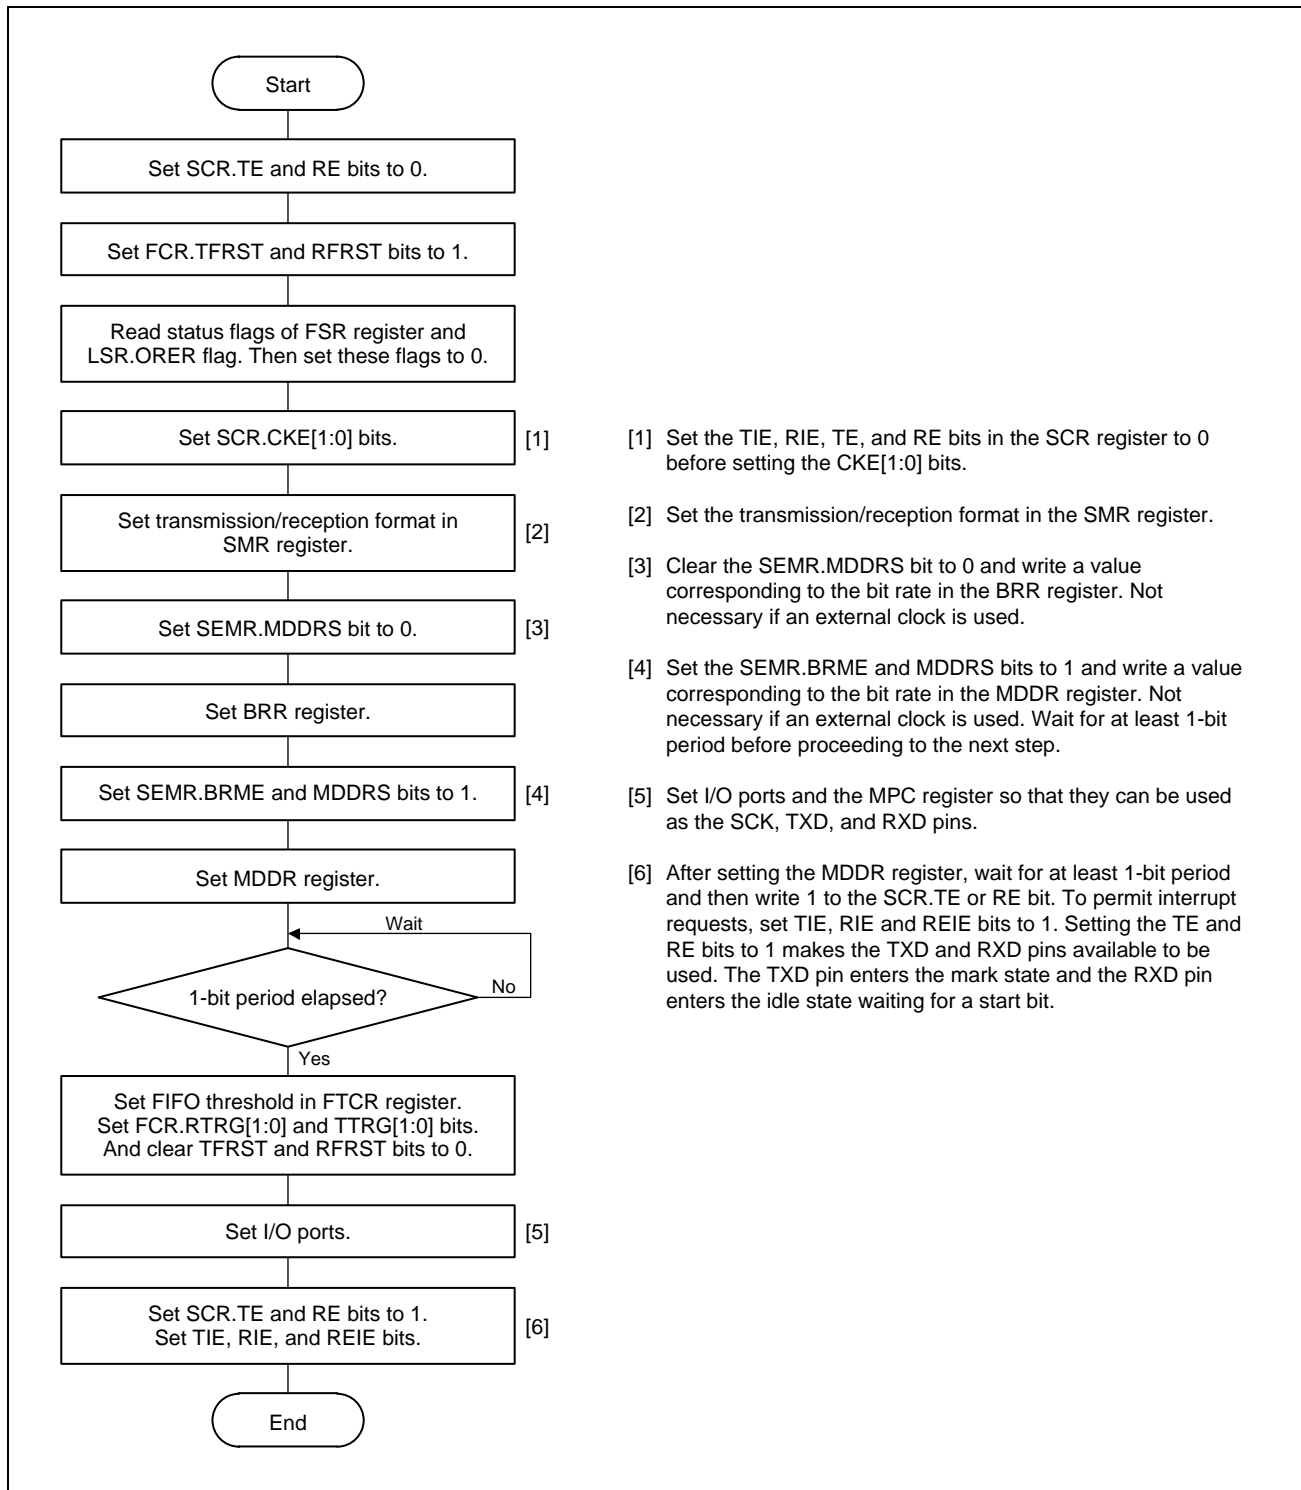 Start
Set SCR.TE and RE bits to 0.
Set FCR.TFRST and RFRST bits to 1.
Read status flags of FSR register and
LSR.ORER flag. Then set these flags to 0.
Set SCR.CKE[1:0] bits.
[1]
Set transmission/reception format in
SMR register.
[2]
Set SEMR.MDDRS bit to 0.
[3]
Set BRR register.
Set SEMR.BRME and MDDRS bits to 1.
[4]
Set MDDR register.
Wait
1-bit period elapsed?
No
Yes
Set FIFO threshold in FTCR register.
Set FCR.RTRG[1:0] and TTRG[1:0] bits.
And clear TFRST and RFRST bits to 0.
Set I/O ports.
[5]
Set SCR.TE and RE bits to 1.
Set TIE, RIE, and REIE bits.
[6]
End
[1] Set the TIE, RIE, TE, and RE bits in the SCR register to 0
before setting the CKE[1:0] bits.
[2] Set the transmission/reception format in the SMR register.
[3] Clear the SEMR.MDDRS bit to 0 and write a value
corresponding to the bit rate in the BRR register. Not
necessary if an external clock is used.
[4] Set the SEMR.BRME and MDDRS bits to 1 and write a value
corresponding to the bit rate in the MDDR register. Not
necessary if an external clock is used. Wait for at least 1-bit
period before proceeding to the next step.
[5] Set I/O ports and the MPC register so that they can be used
as the SCK, TXD, and RXD pins.
[6] After setting the MDDR register, wait for at least 1-bit period
and then write 1 to the SCR.TE or RE bit. To permit interrupt
requests, set TIE, RIE and REIE bits to 1. Setting the TE and
RE bits to 1 makes the TXD and RXD pins available to be
used. The TXD pin enters the mark state and the RXD pin
enters the idle state waiting for a start bit.